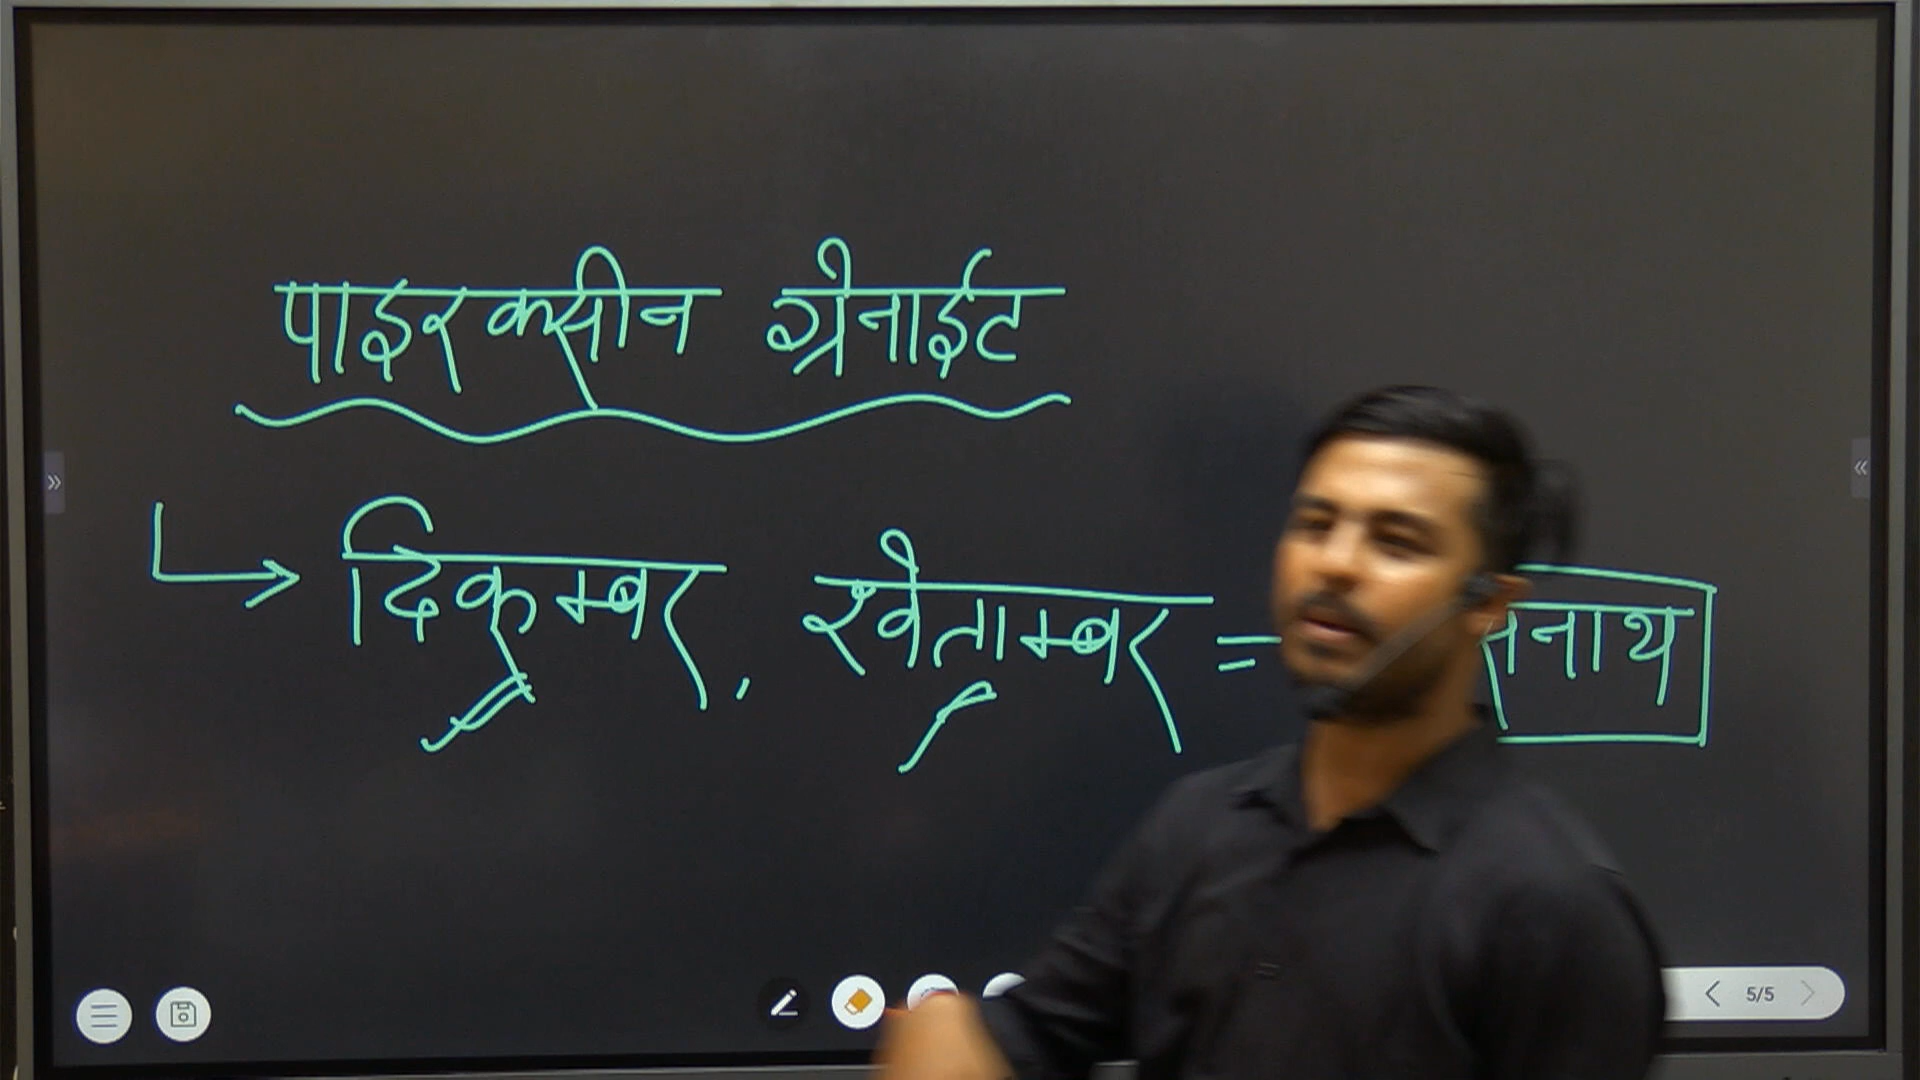 पाइरक्सीन ग्रेनाईट
→ दिकम्बर, श्वेताम्बर =
5/5